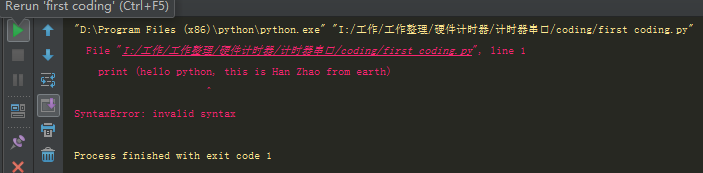 Rerun 'first coding' (Ctrl+F5)
"D:\Program Files (x86)\python\python.exe" "I:/工作/工作整理/硬件计时器/计时器串口/coding/first coding.py"
File "I:/工作/工作整理/硬件计时器/计时器串口/coding/first coding.py", line 1
print (hello python, this is Han Zhao from earth)
^
SyntaxError: invalid syntax
Process finished with exit code 1